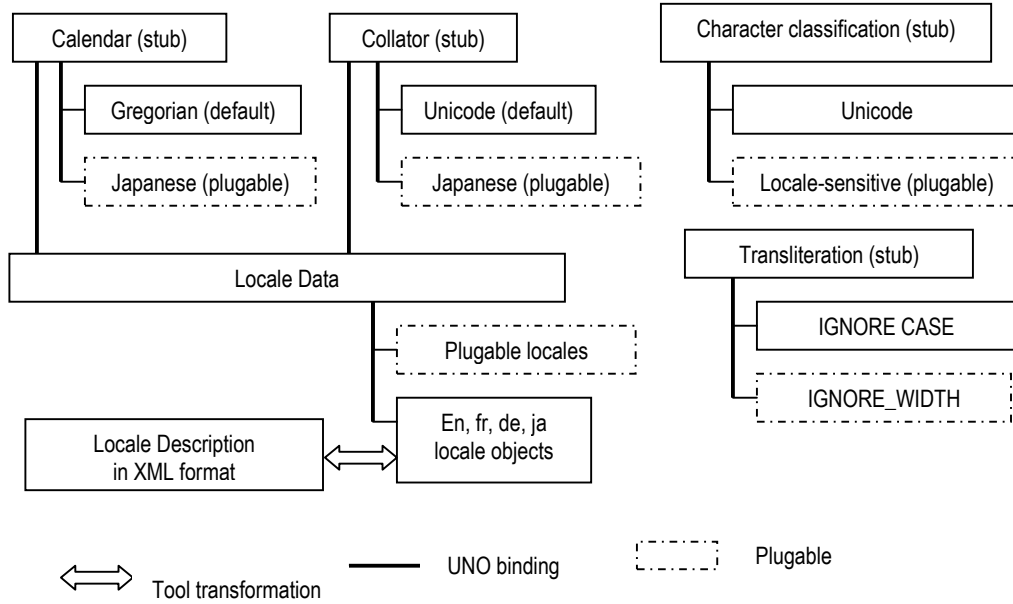 Calendar (stub)
Collator (stub)
Character classification (stub)
Gregorian (default)
Unicode (default)
Unicode
Japanese (plugable)
Japanese (plugable)
Locale-sensitive (plugable)
Locale Data
Transliteration (stub)
Plugable locales
IGNORE CASE
IGNORE_WIDTH
En, fr, de, ja
locale objects
Locale Description
in XML format
Tool transformation
UNO binding
Plugable